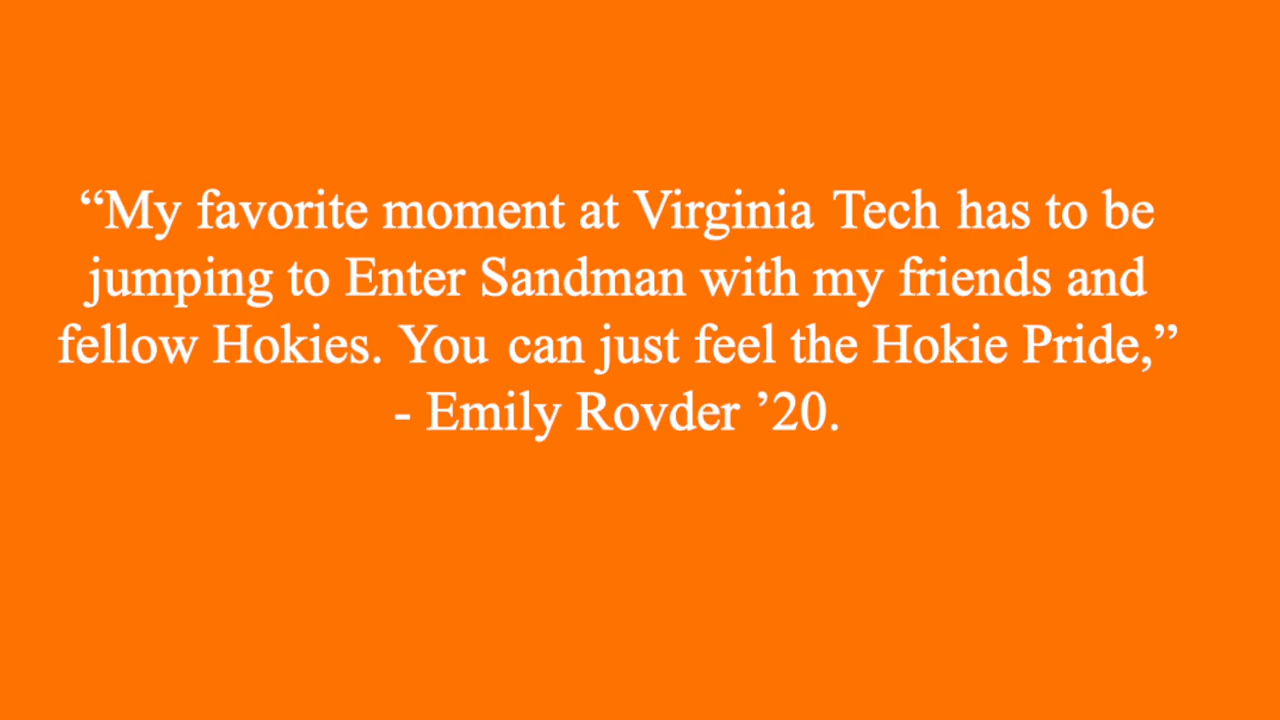 “My favorite moment at Virginia Tech has to be
jumping to Enter Sandman with my friends and
fellow Hokies. You can just feel the Hokie Pride,”
- Emily Rovder ’20.